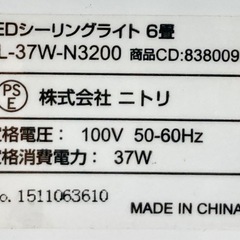 EDシーリングライト 6畳
L-37W-N3200 商品CD:838009
PS
E
株式会社 ニトリ
格電圧: 100V 50-60Hz
格消費電力: 37W
o. 1511063610
MADE IN CHINA